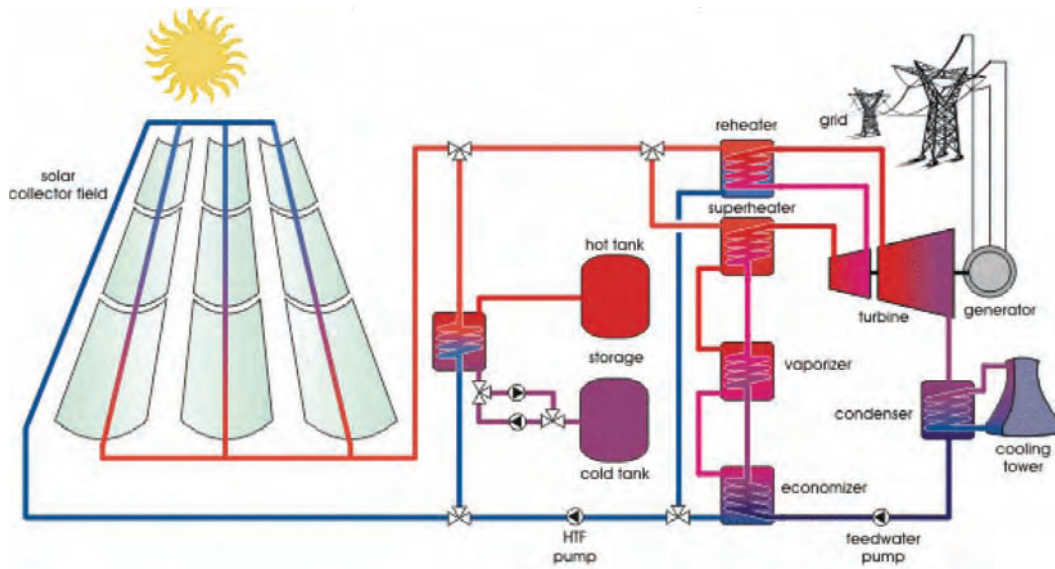 solar
collector field
reheater
grid
superheater
hot tank
storage
turbine
generator
vaporizer
condenser
cooling
tower
cold tank
economizer
HTF
pump
feedwater
pump